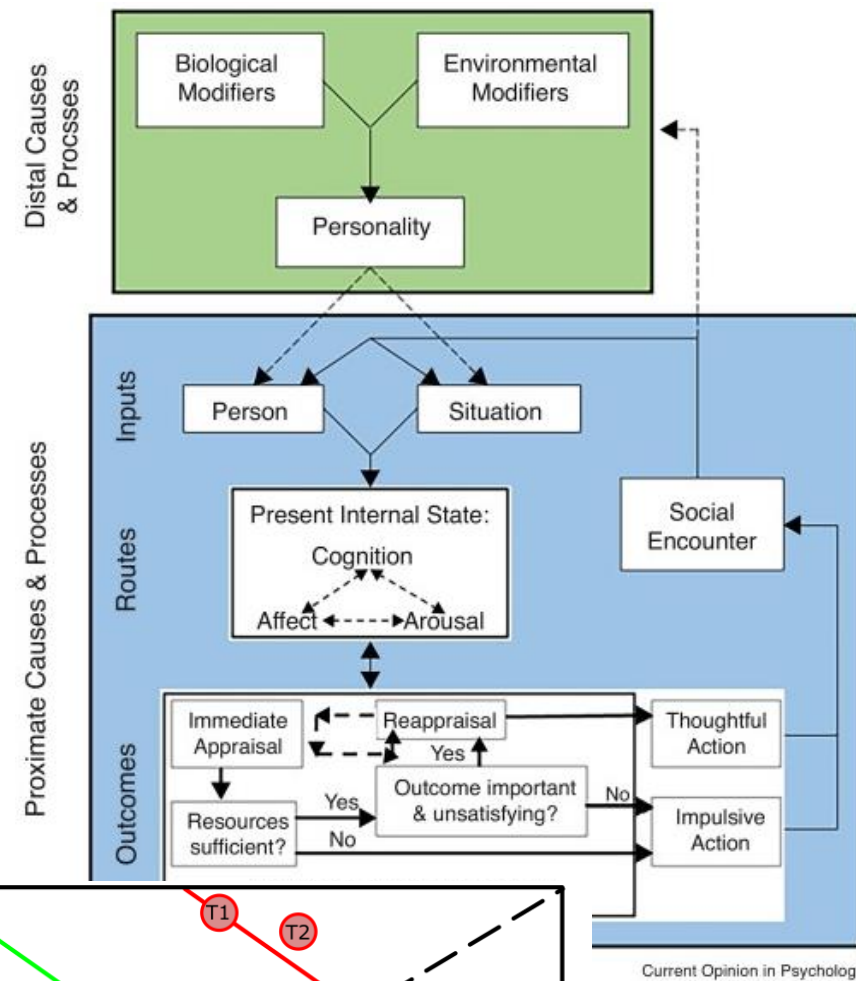 Distal Causes
& Procsses
Biological
Modifiers
Environmental
Modifiers
Personality
Proximate Causes & Processes
Inputs
Person
Situation
Routes
Present Internal State:
Cognition
Affect
Arousal
Social
Encounter
Outcomes
Immediate
Appraisal
Reappraisal
Thoughtful
Action
Yes
Resources
sufficient?
Yes
No
Outcome important
& unsatisfying?
No
Impulsive
Action
T1
T2
Current Opinion in Psycholog